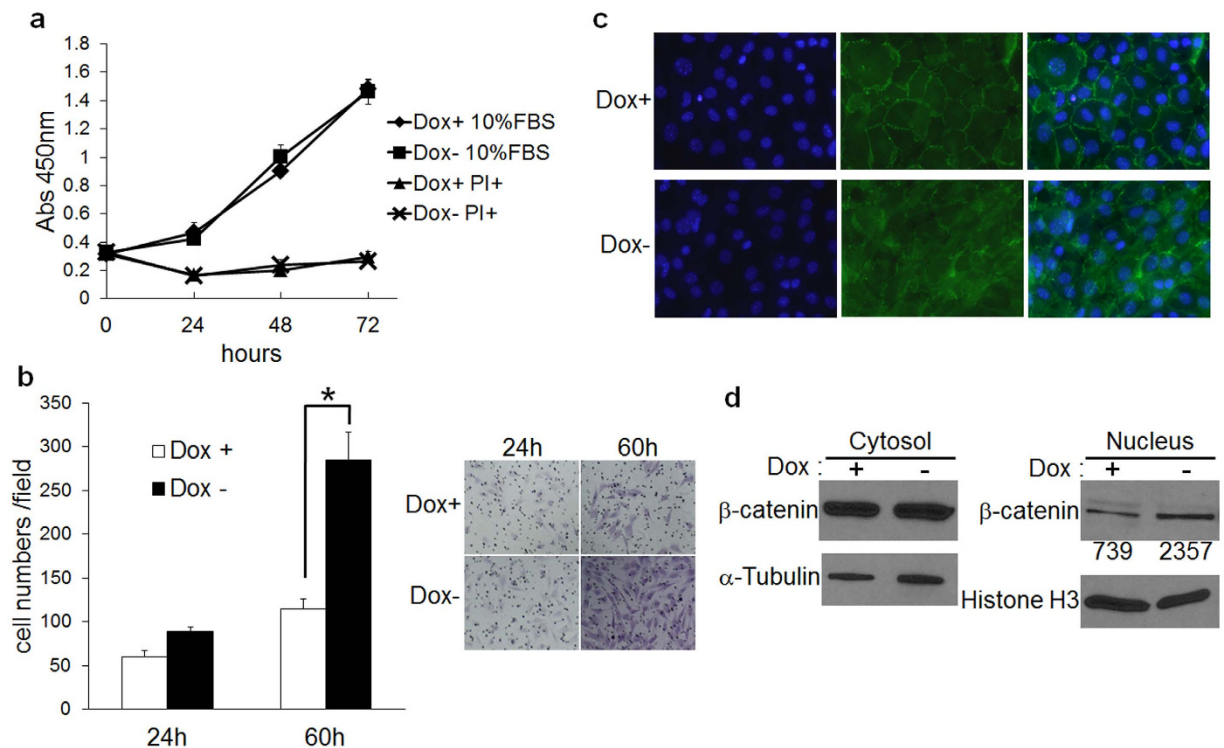 a
Abs 450nm
1.8
1.6
1.4
1.2
1
0.8
0.6
0.4
0.2
0
0 24 48 72
hours
Dox+ 10%FBS
Dox- 10%FBS
Dox+ PI+
Dox- PI+
b
cell numbers /field
350
300
250
200
150
100
50
0
Dox +
Dox -
*
24h 60h
24h 60h
Dox+
Dox-
c
Dox+
Dox-
d
Cytosol
Dox : + -
β-catenin
α-Tubulin
Nucleus
Dox : + -
β-catenin
739 2357
Histone H3